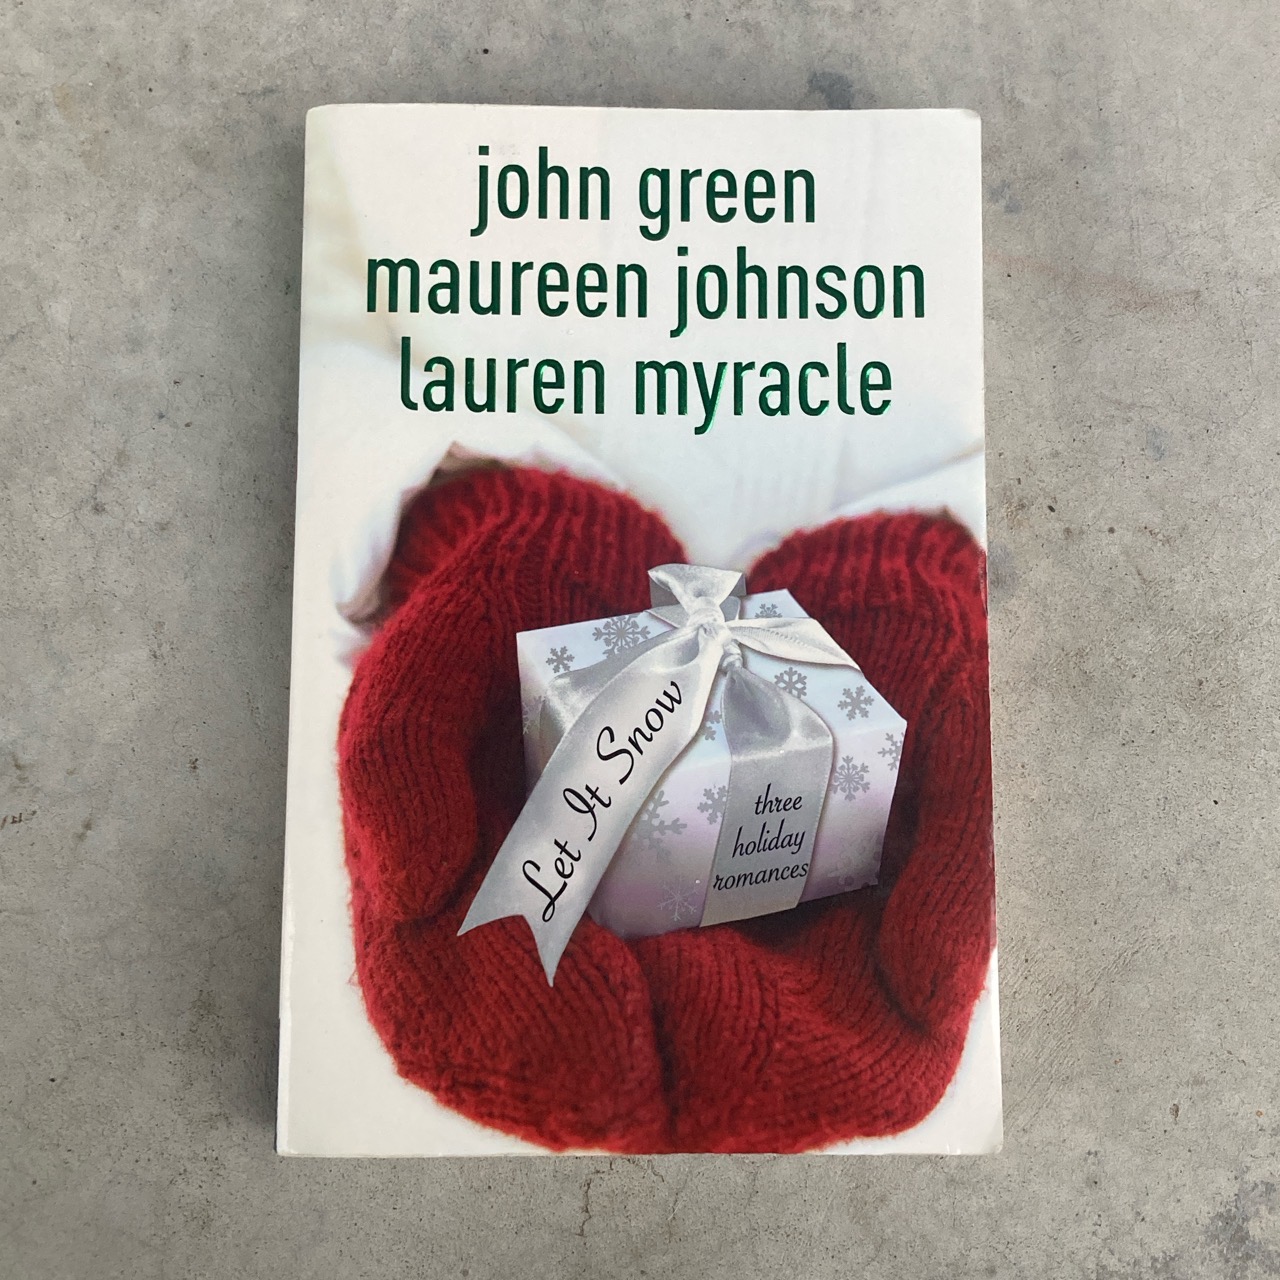 john green
maureen johnson
lauren myracle
Let It Snow
three
holiday
romances